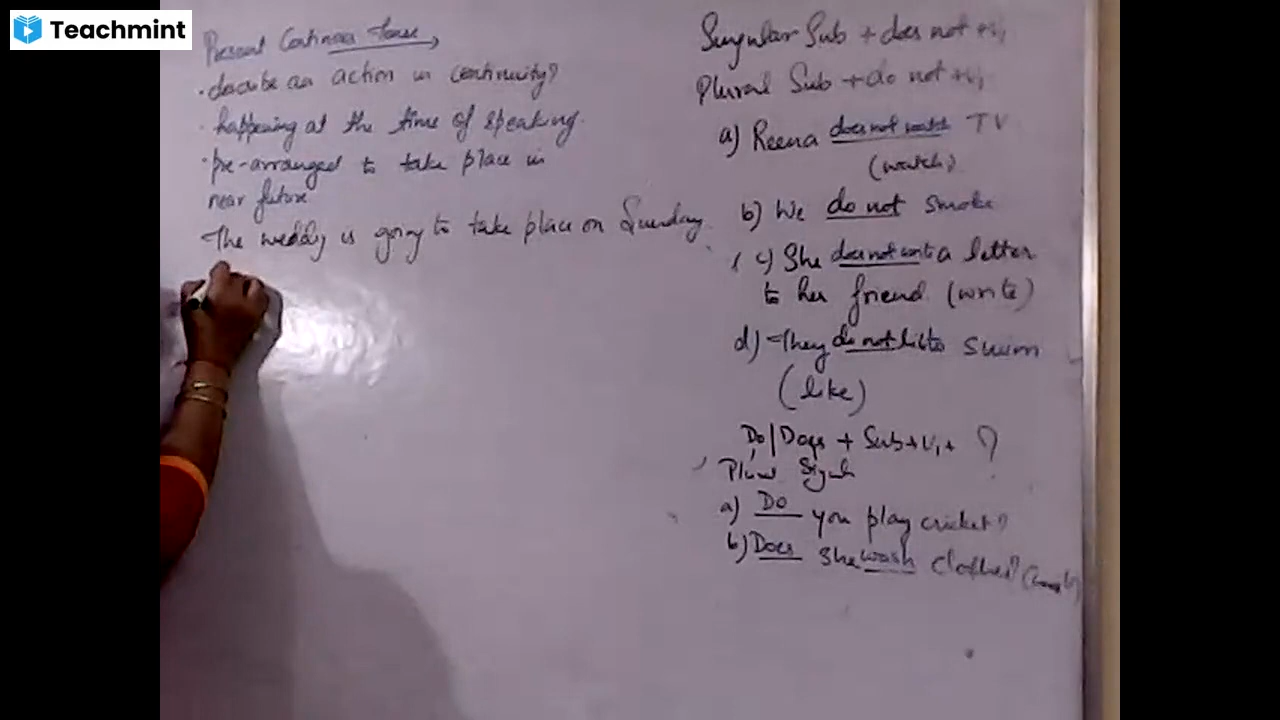 Teachmint
Present Continuous Tense,
. describe an action in continuity?
. happening at the time of speaking.
. pre-arranged to take place in
near future
The wedding is going to take place on Sunday.
Singular Sub + does not + V₁
Plural Sub + do not + V₁
a) Reena does not watch TV
(watch)
b) We do not smoke
c) She does not write a letter
to her friend (write)
d) They do not like to swim
(like)
Do/Does + Sub + V₁ + ?
Plural
a) Do you play cricket?
b) Does she wash clothes?